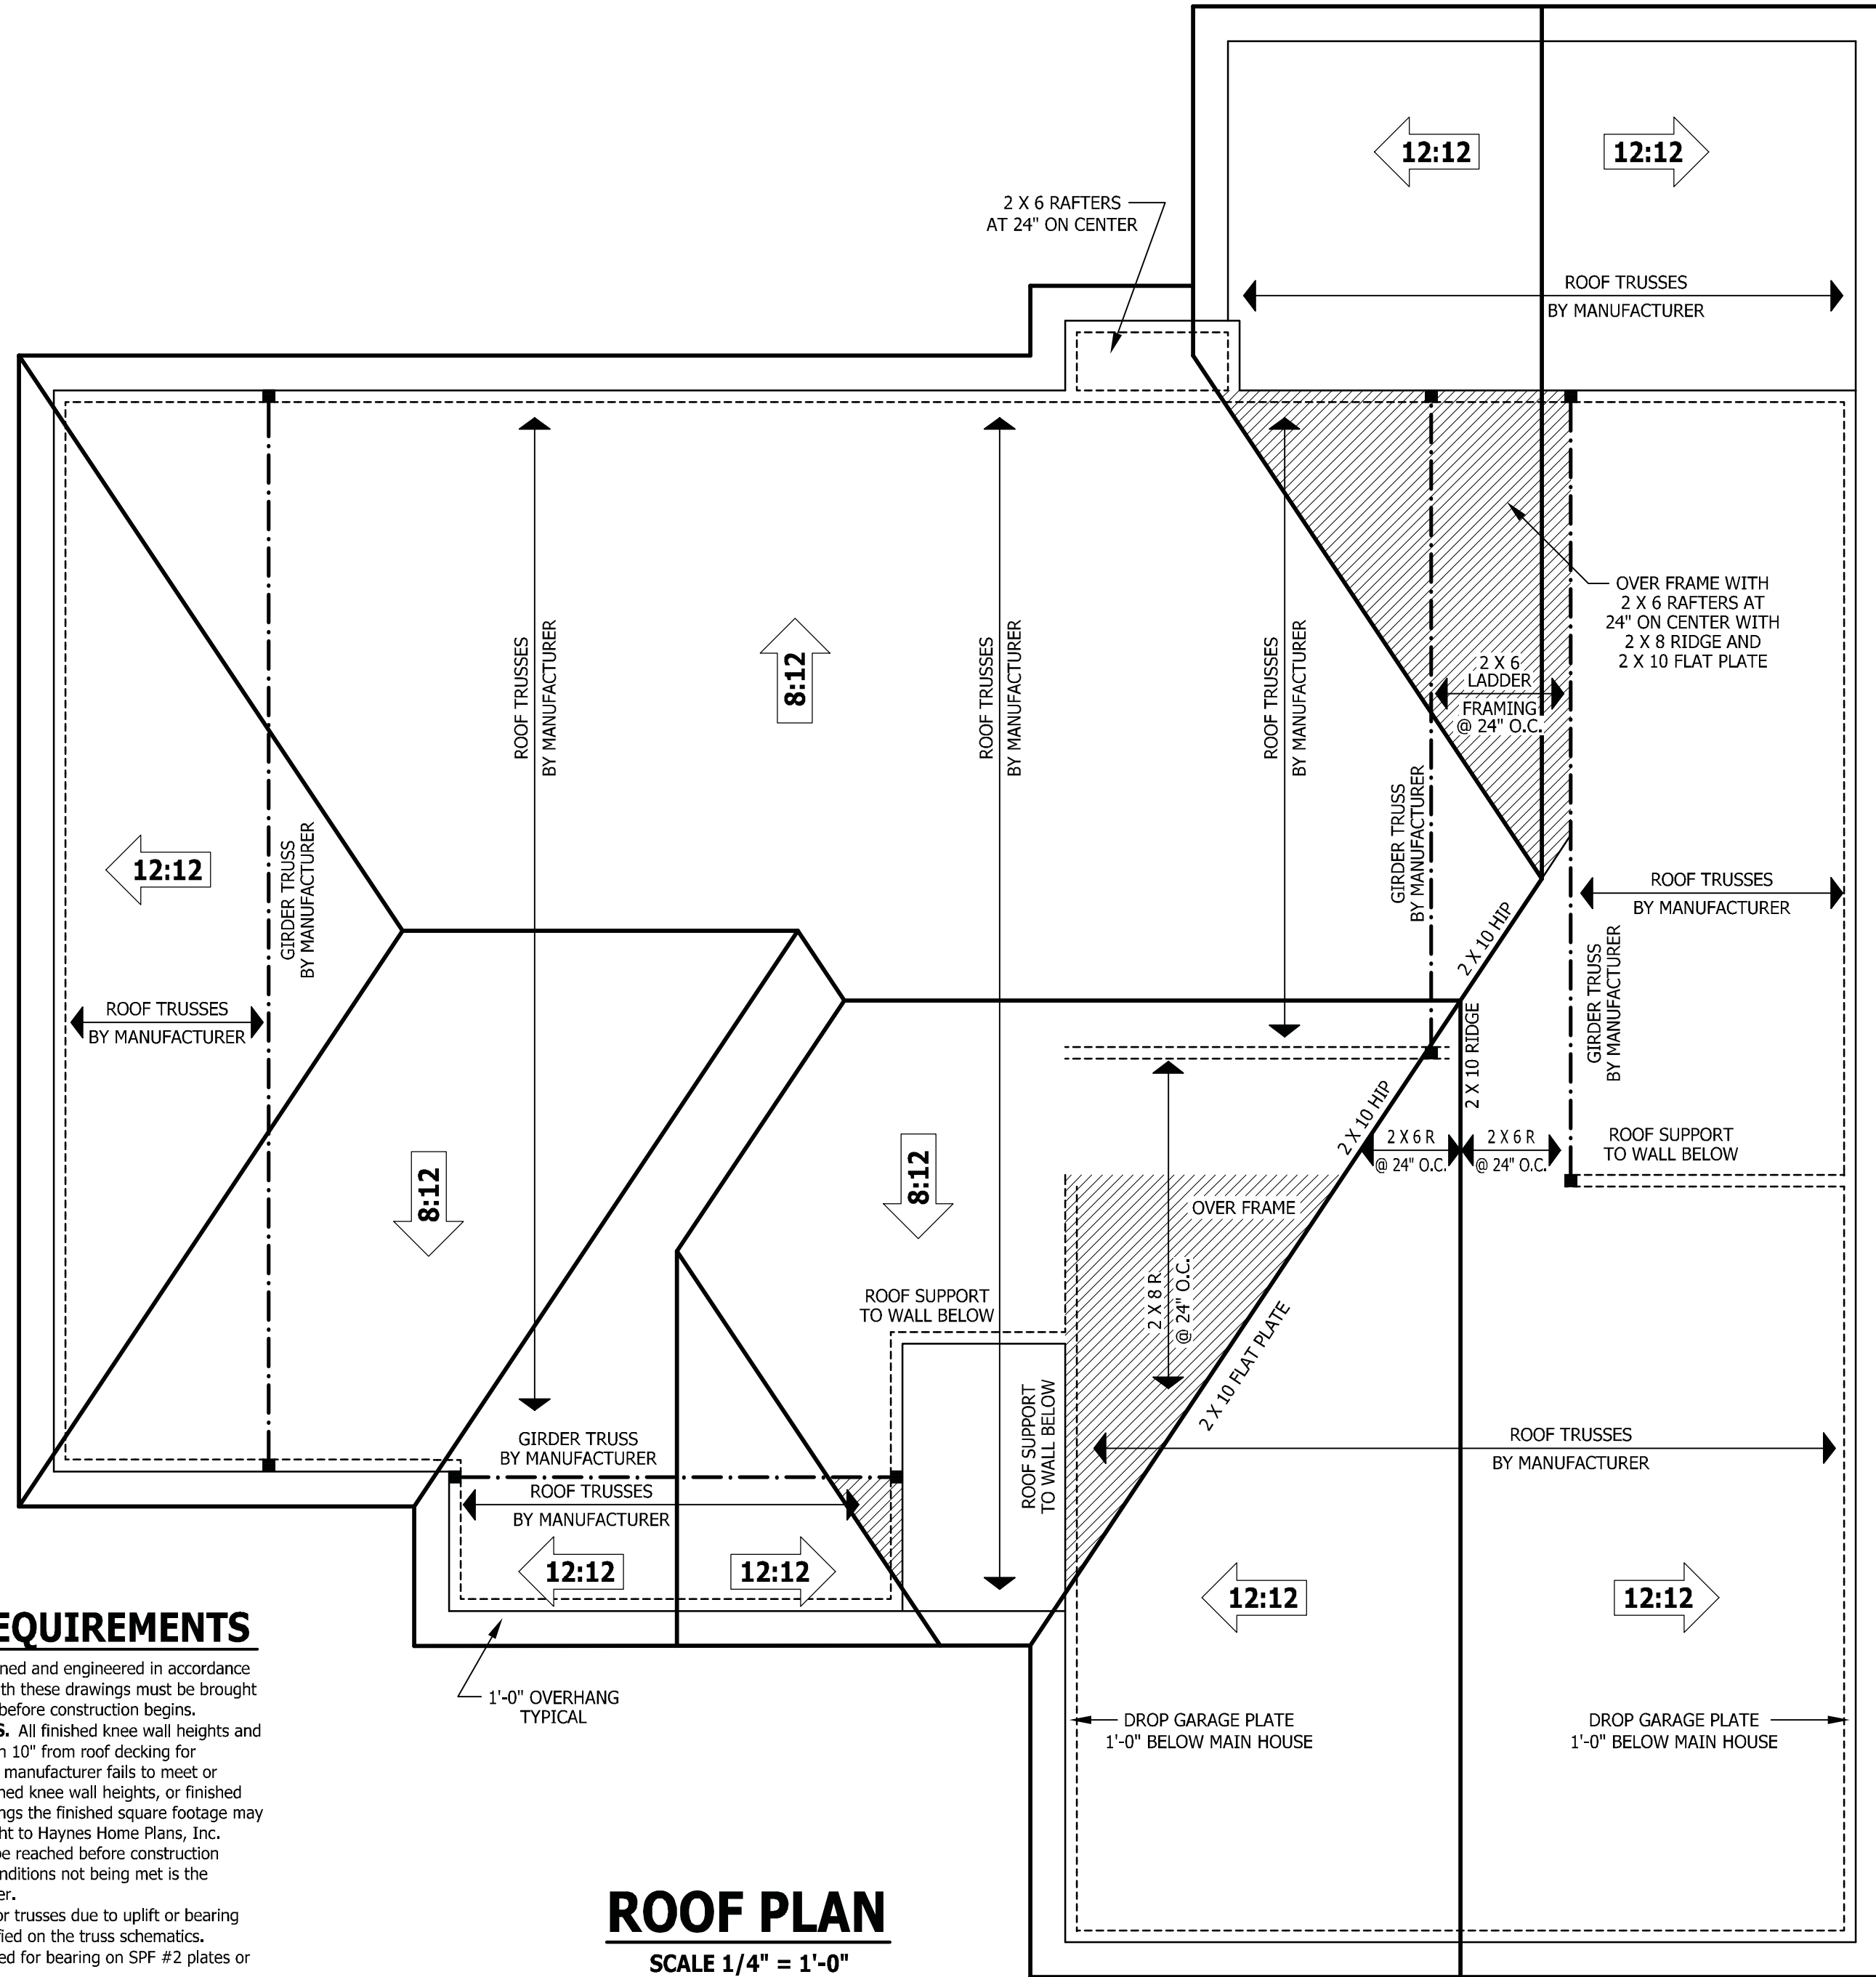 12:12
12:12
2 X 6 RAFTERS
AT 24" ON CENTER
ROOF TRUSSES
BY MANUFACTURER
OVER FRAME WITH
2 X 6 RAFTERS AT
24" ON CENTER WITH
2 X 8 RIDGE AND
2 X 10 FLAT PLATE
2 X 6
LADDER
FRAMING
@ 24" O.C.
ROOF TRUSSES
BY MANUFACTURER
8:12
ROOF TRUSSES
BY MANUFACTURER
ROOF TRUSSES
BY MANUFACTURER
GIRDER TRUSS
BY MANUFACTURER
12:12
GIRDER TRUSS
BY MANUFACTURER
ROOF TRUSSES
BY MANUFACTURER
2 X 10 HIP
GIRDER TRUSS
BY MANUFACTURER
ROOF TRUSSES
BY MANUFACTURER
2 X 10 RIDGE
2 X 10 HIP
2 X 6 R
@ 24" O.C.
2 X 6 R
@ 24" O.C.
ROOF SUPPORT
TO WALL BELOW
8:12
8:12
OVER FRAME
2 X 8 R
@ 24" O.C.
ROOF SUPPORT
TO WALL BELOW
2 X 10 FLAT PLATE
ROOF SUPPORT
TO WALL BELOW
GIRDER TRUSS
BY MANUFACTURER
ROOF TRUSSES
BY MANUFACTURER
ROOF TRUSSES
BY MANUFACTURER
12:12
12:12
12:12
12:12
1'-0" OVERHANG
TYPICAL
DROP GARAGE PLATE
1'-0" BELOW MAIN HOUSE
DROP GARAGE PLATE
1'-0" BELOW MAIN HOUSE
EQUIREMENTS
ned and engineered in accordance
th these drawings must be brought
before construction begins.
S. All finished knee wall heights and
n 10" from roof decking for
manufacturer fails to meet or
hed knee wall heights, or finished
ngs the finished square footage may
ht to Haynes Home Plans, Inc.
be reached before construction
nditions not being met is the
er.
or trusses due to uplift or bearing
fied on the truss schematics.
ed for bearing on SPF #2 plates or
ROOF PLAN
SCALE 1/4" = 1'-0"